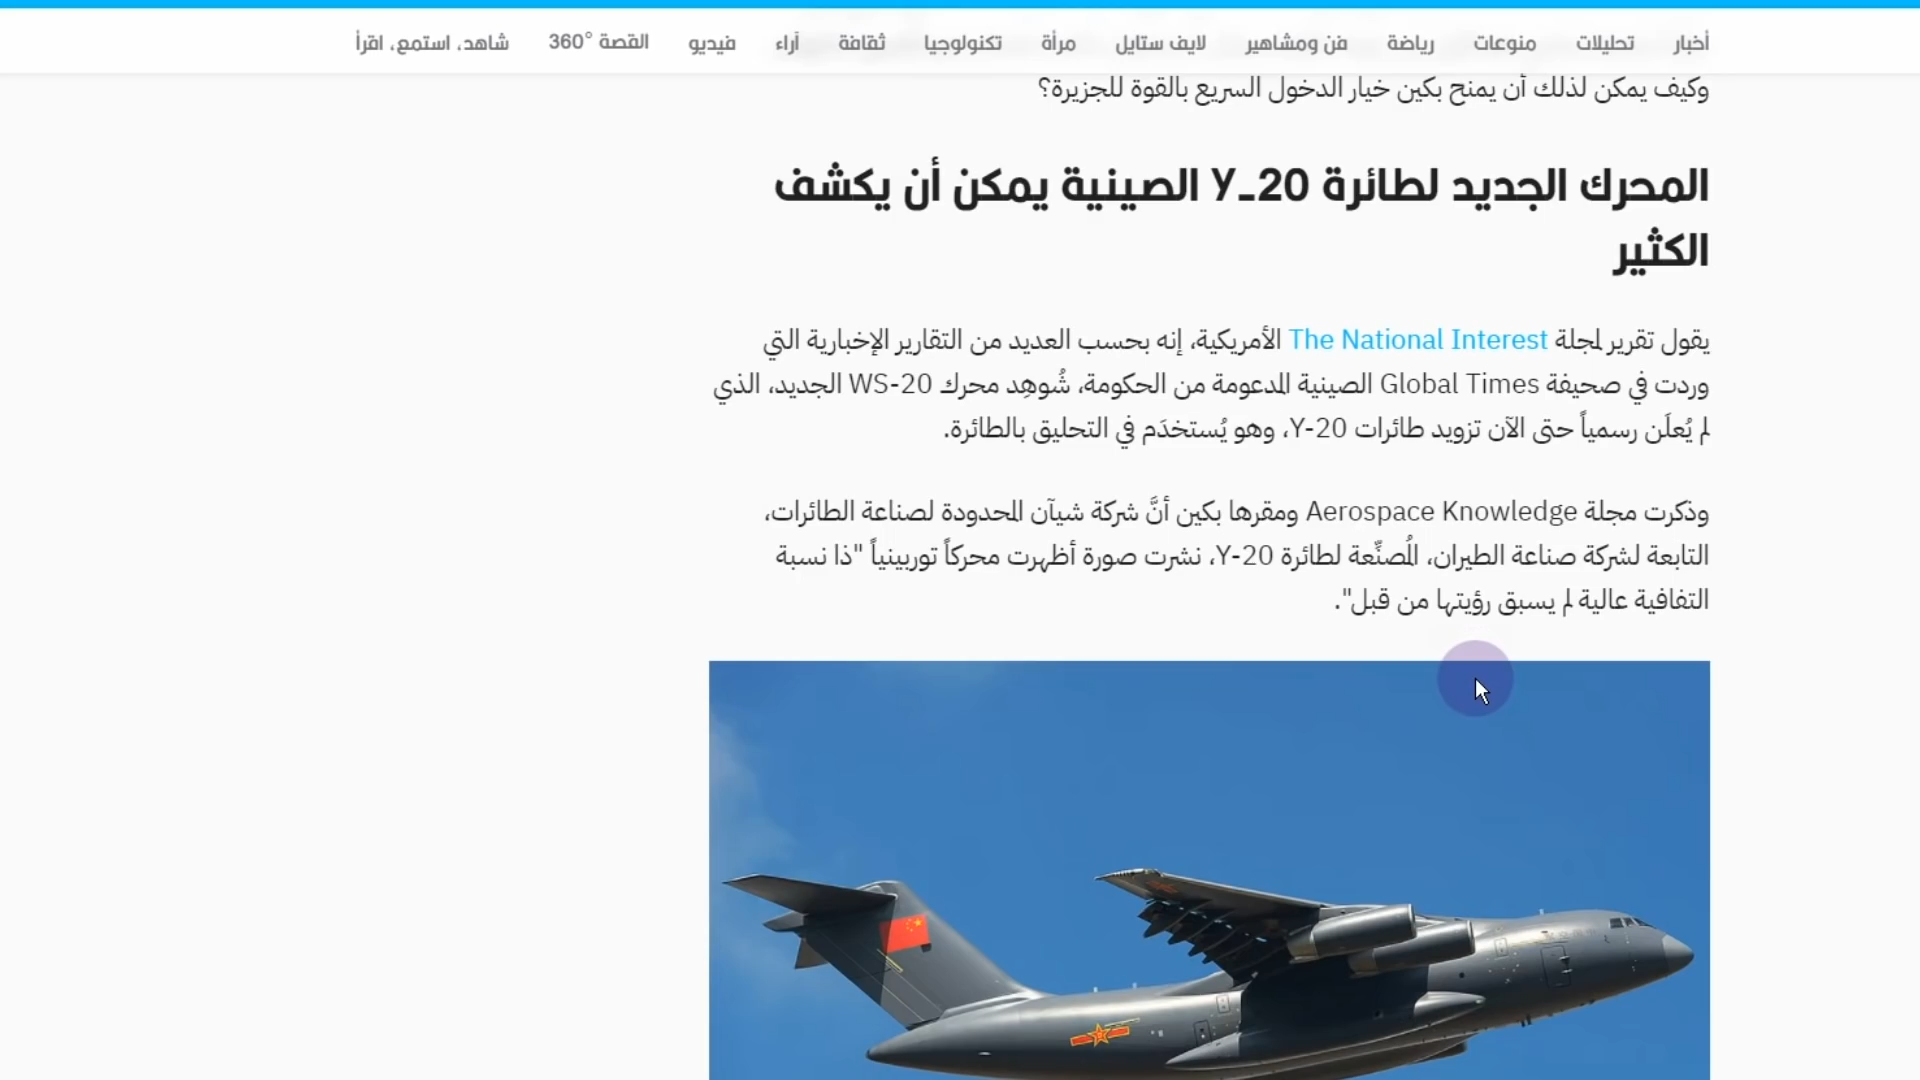 أخبار تحليلات منوعات رياضة فن ومشاهير لايف ستايل مرأة تكنولوجيا ثقافة آراء فيديو القصة °360 شاهد، استمع، اقرأ
وكيف يمكن لذلك أن يمنح بكين خيار الدخول السريع بالقوة للجزيرة؟
المحرك الجديد لطائرة Y-20 الصينية يمكن أن يكشف
الكثير
يقول تقرير لمجلة The National Interest الأمريكية، إنه بحسب العديد من التقارير الإخبارية التي
وردت في صحيفة Global Times الصينية المدعومة من الحكومة، شُوهِد محرك WS-20 الجديد، الذي
لم يُعلَن رسمياً حتى الآن تزويد طائرات Y-20، وهو يُستخدَم في التحليق بالطائرة.
وذكرت مجلة Aerospace Knowledge ومقرها بكين أنَّ شركة شيآن المحدودة لصناعة الطائرات،
التابعة لشركة صناعة الطيران، المُصنِّعة لطائرة Y-20، نشرت صورة أظهرت محركاً توربينياً "ذا نسبة
التفافية عالية لم يسبق رؤيتها من قبل".